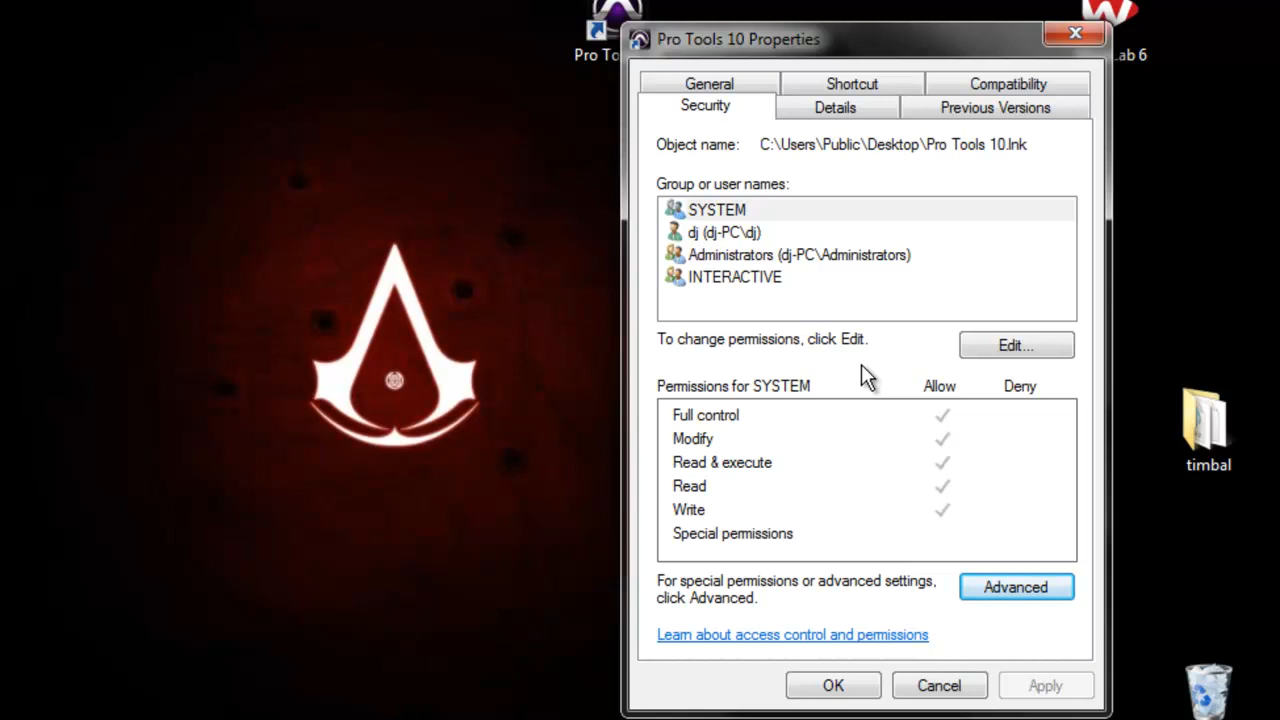 Pro To
Pro Tools 10 Properties
ab 6
General Shortcut Compatibility
Security Details Previous Versions
Object name: C:\Users\Public\Desktop\Pro Tools 10.lnk
Group or user names:
SYSTEM
dj (dj-PC\dj)
Administrators (dj-PC\Administrators)
INTERACTIVE
To change permissions, click Edit.
Edit...
Permissions for SYSTEM Allow Deny
Full control
Modify
Read & execute
Read
Write
Special permissions
For special permissions or advanced settings,
click Advanced.
Advanced
Learn about access control and permissions
OK Cancel Apply
timbal